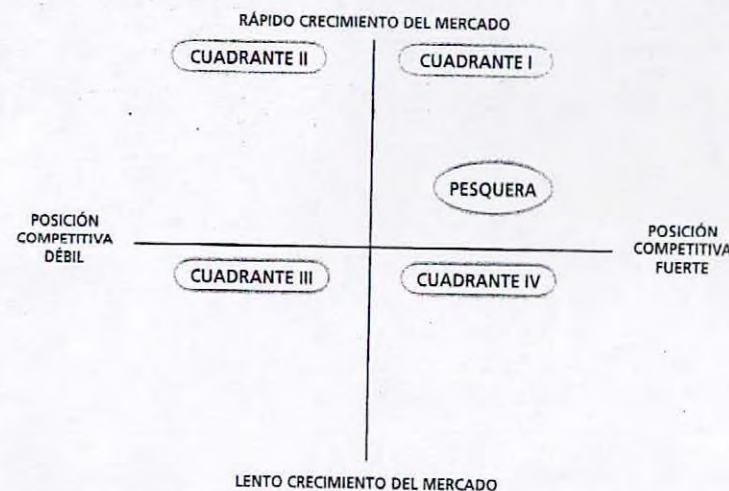 RÁPIDO CRECIMIENTO DEL MERCADO
CUADRANTE II
CUADRANTE I
PESQUERA
POSICIÓN
COMPETITIVA
DÉBIL
POSICIÓN
COMPETITIVA
FUERTE
CUADRANTE III
CUADRANTE IV
LENTO CRECIMIENTO DEL MERCADO